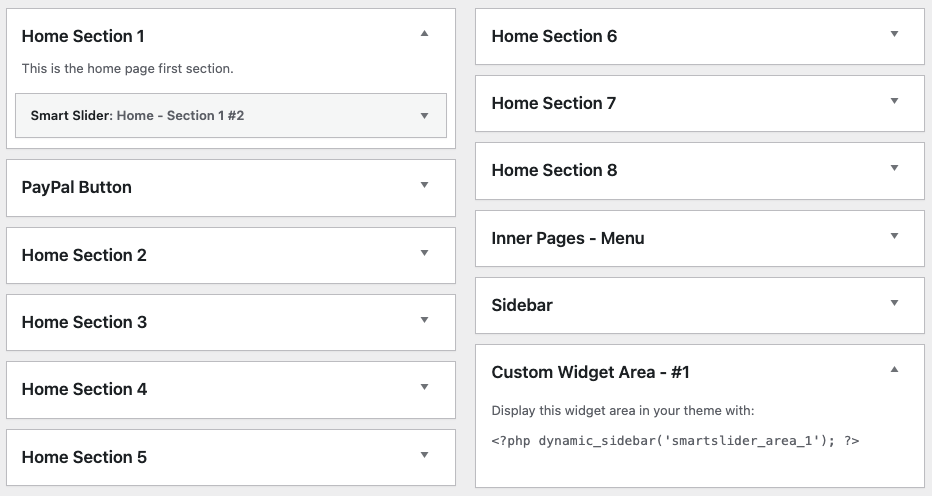 Home Section 1
This is the home page first section.
Smart Slider: Home - Section 1 #2
PayPal Button
Home Section 2
Home Section 3
Home Section 4
Home Section 5
Home Section 6
Home Section 7
Home Section 8
Inner Pages - Menu
Sidebar
Custom Widget Area - #1
Display this widget area in your theme with:
<?php dynamic_sidebar('smartslider_area_1'); ?>